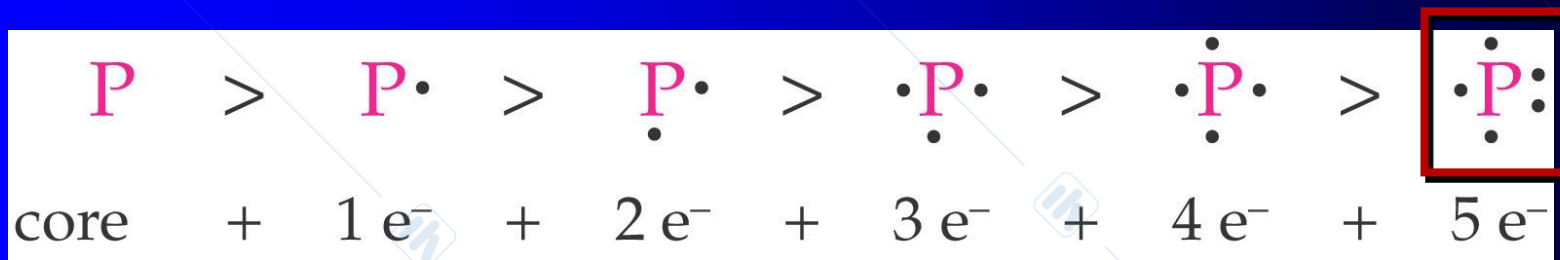 P > P· > P· > ·P· > ·P· > ·P:
core + 1 e⁻ + 2 e⁻ + 3 e⁻ + 4 e⁻ + 5 e⁻